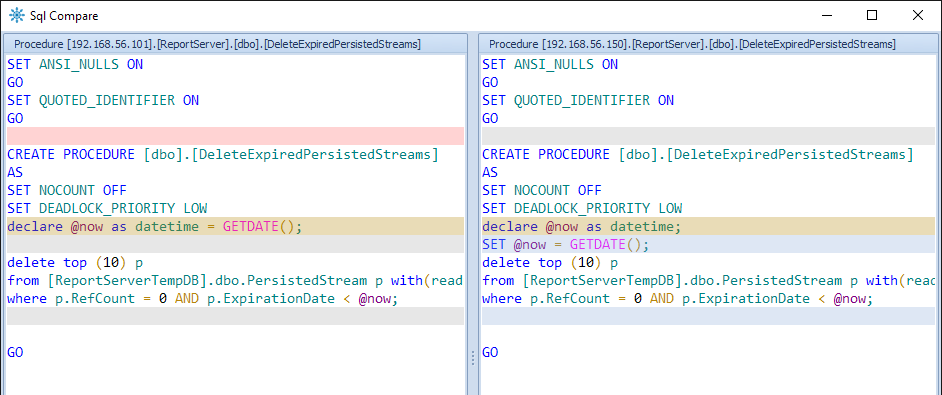 Sql Compare
Procedure [192.168.56.101].[ReportServer].[dbo].[DeleteExpiredPersistedStreams]
SET ANSI_NULLS ON
GO
SET QUOTED_IDENTIFIER ON
GO
CREATE PROCEDURE [dbo].[DeleteExpiredPersistedStreams]
AS
SET NOCOUNT OFF
SET DEADLOCK_PRIORITY LOW
declare @now as datetime = GETDATE();
delete top (10) p
from [ReportServerTempDB].dbo.PersistedStream p with(read
where p.RefCount = 0 AND p.ExpirationDate < @now;
GO
Procedure [192.168.56.150].[ReportServer].[dbo].[DeleteExpiredPersistedStreams]
SET ANSI_NULLS ON
GO
SET QUOTED_IDENTIFIER ON
GO
CREATE PROCEDURE [dbo].[DeleteExpiredPersistedStreams]
AS
SET NOCOUNT OFF
SET DEADLOCK_PRIORITY LOW
declare @now as datetime;
SET @now = GETDATE();
delete top (10) p
from [ReportServerTempDB].dbo.PersistedStream p with(read
where p.RefCount = 0 AND p.ExpirationDate < @now;
GO